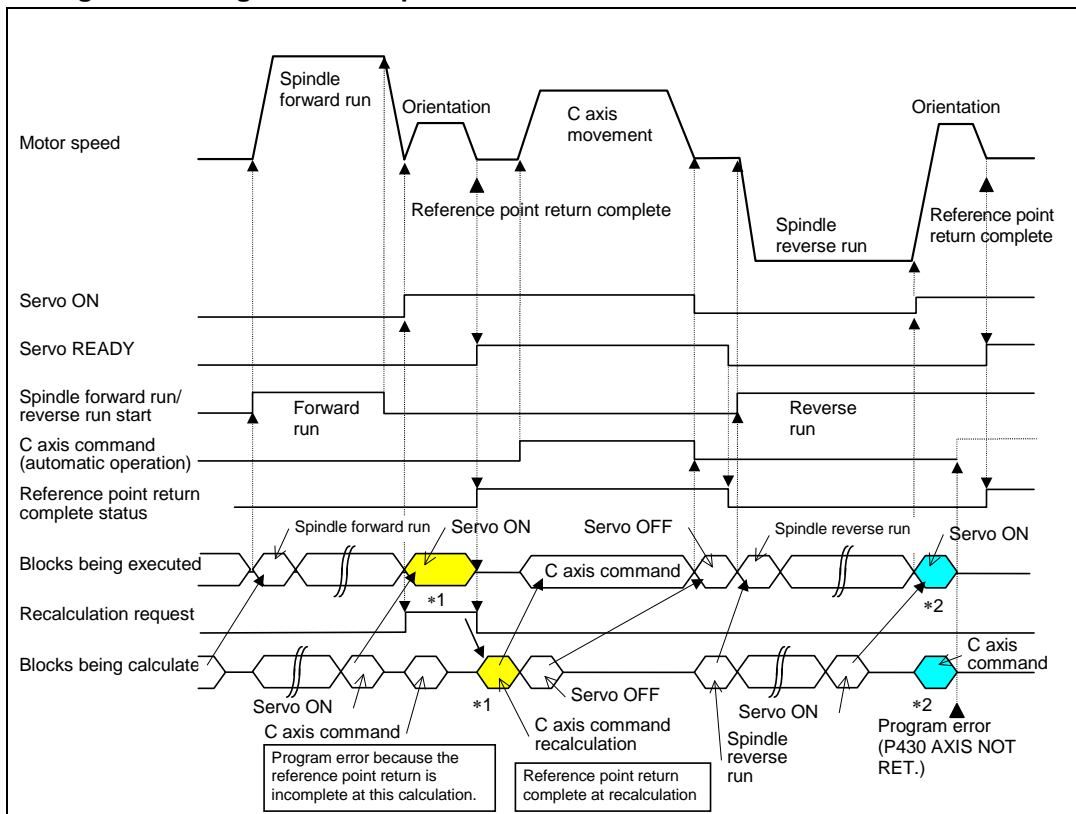 Spindle
forward run
Orientation
C axis
movement
Orientation
Motor speed
Reference point return complete
Spindle
reverse run
Reference point
return complete
Servo ON
Servo READY
Spindle forward run/
reverse run start
Forward
run
Reverse
run
C axis command
(automatic operation)
Reference point return
complete status
Spindle forward run
Servo ON
Servo OFF
Spindle reverse run
Servo ON
Blocks being executed
C axis command
*1
*2
Recalculation request
Blocks being calculate
C axis
command
Servo ON
*1
Servo OFF
Servo ON
*2
C axis command
C axis command
recalculation
Spindle
reverse
run
Program error
(P430 AXIS NOT
RET.)
Program error because the
reference point return is
incomplete at this calculation.
Reference point return
complete at recalculation